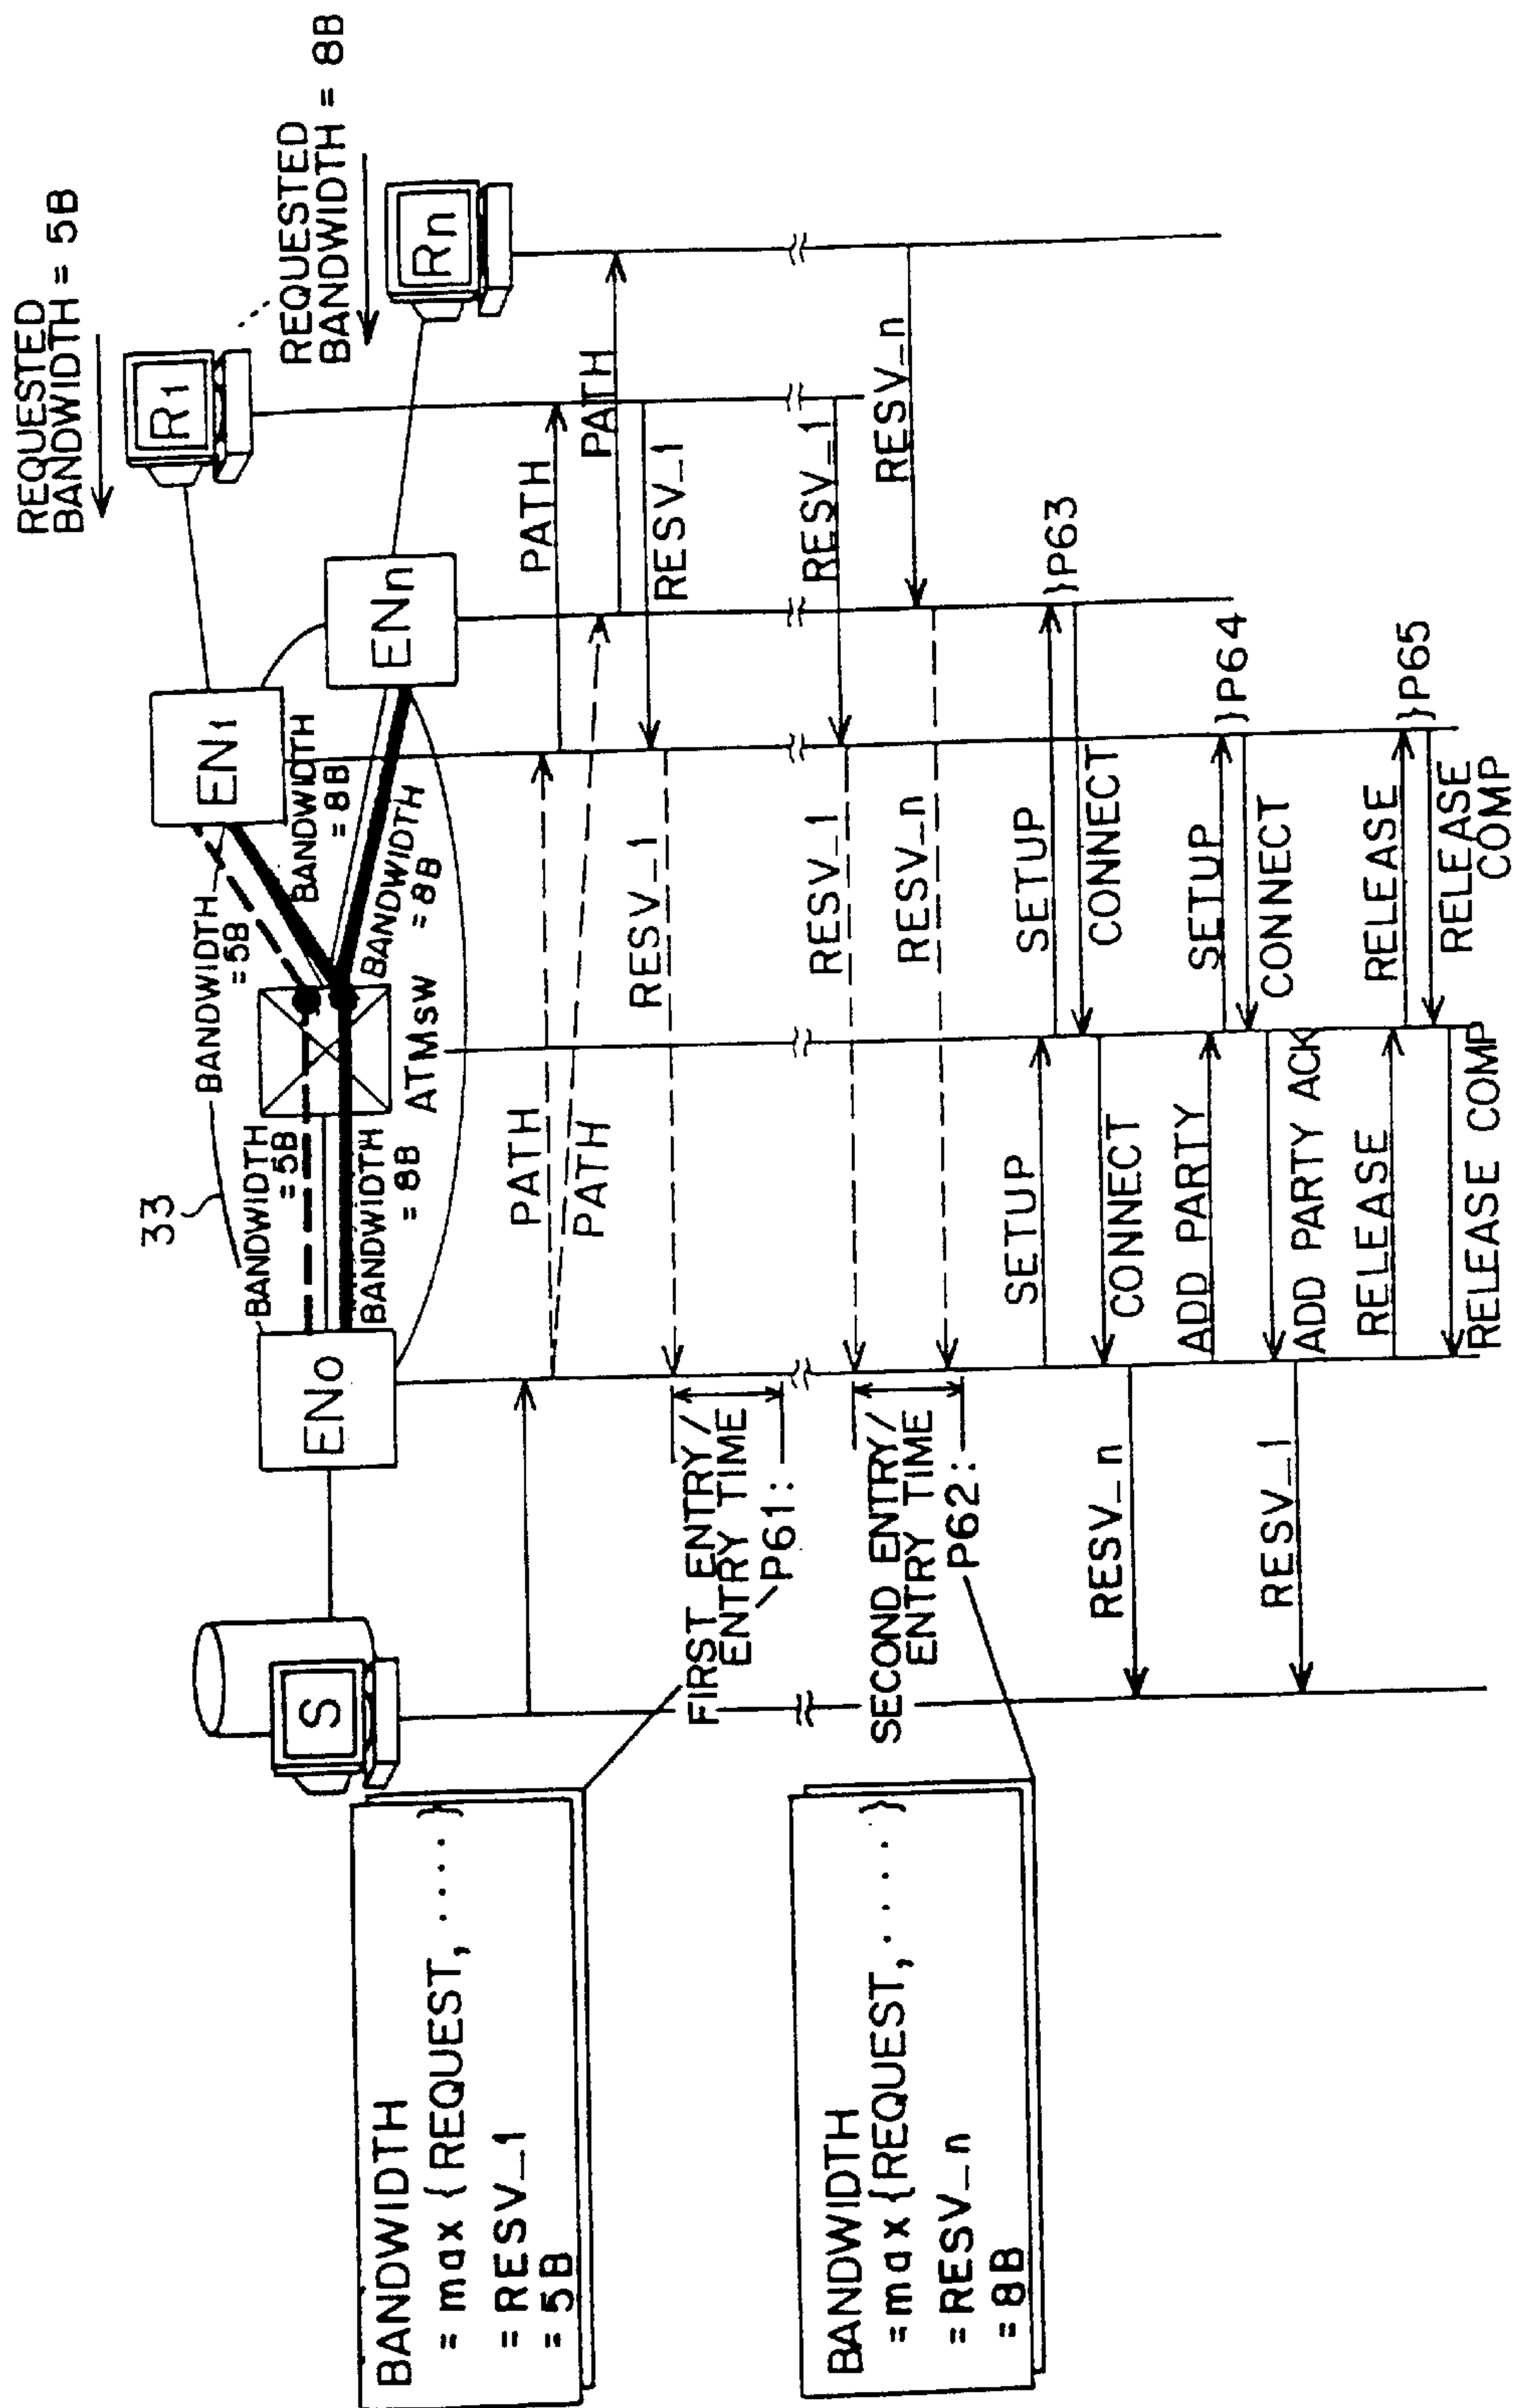 REQUESTED
BANDWIDTH = 5B
REQUESTED
BANDWIDTH = 8B
R1
Rn
33
BANDWIDTH
=5B
BANDWIDTH
=5B
BANDWIDTH
= 8B
BANDWIDTH
= 8B
BANDWIDTH
= 8B
S
EN0
ATMSW
EN1
ENn
PATH
PATH
PATH
PATH
RESV_1
RESV_1
RESV_1
RESV_1
RESV_n
RESV_n
FIRST ENTRY/
ENTRY TIME
P61:
BANDWIDTH
= max {REQUEST, ····}
= RESV_1
= 5B
SECOND ENTRY/
ENTRY TIME
P62:
BANDWIDTH
= max {REQUEST, ····}
= RESV_n
= 8B
SETUP
SETUP
}P63
CONNECT
CONNECT
RESV_n
ADD PARTY
SETUP
}P64
CONNECT
ADD PARTY ACK
RESV_1
RELEASE
RELEASE
}P65
RELEASE
COMP
RELEASE COMP